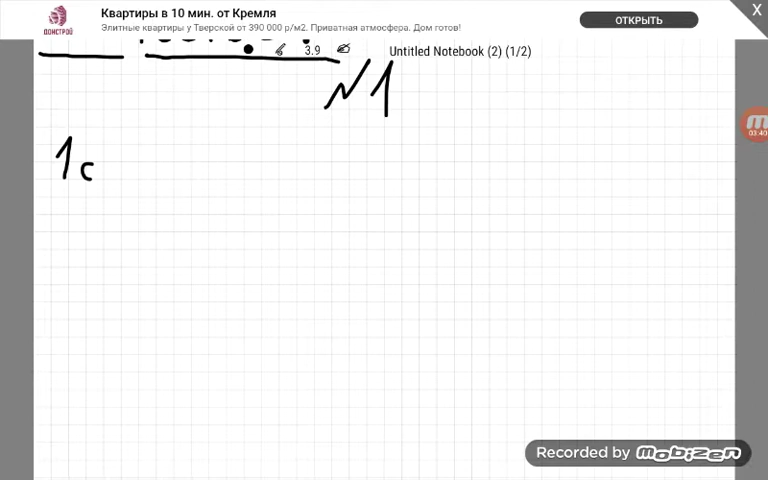 Квартиры в 10 мин. от Кремля
Элитные квартиры у Тверской от 390 000 р/м2. Приватная атмосфера. Дом готов!
ДОНСТРОЙ
ОТКРЫТЬ
X
3.9
Untitled Notebook (2) (1/2)
N1
03:40
1с
Recorded by mobizen